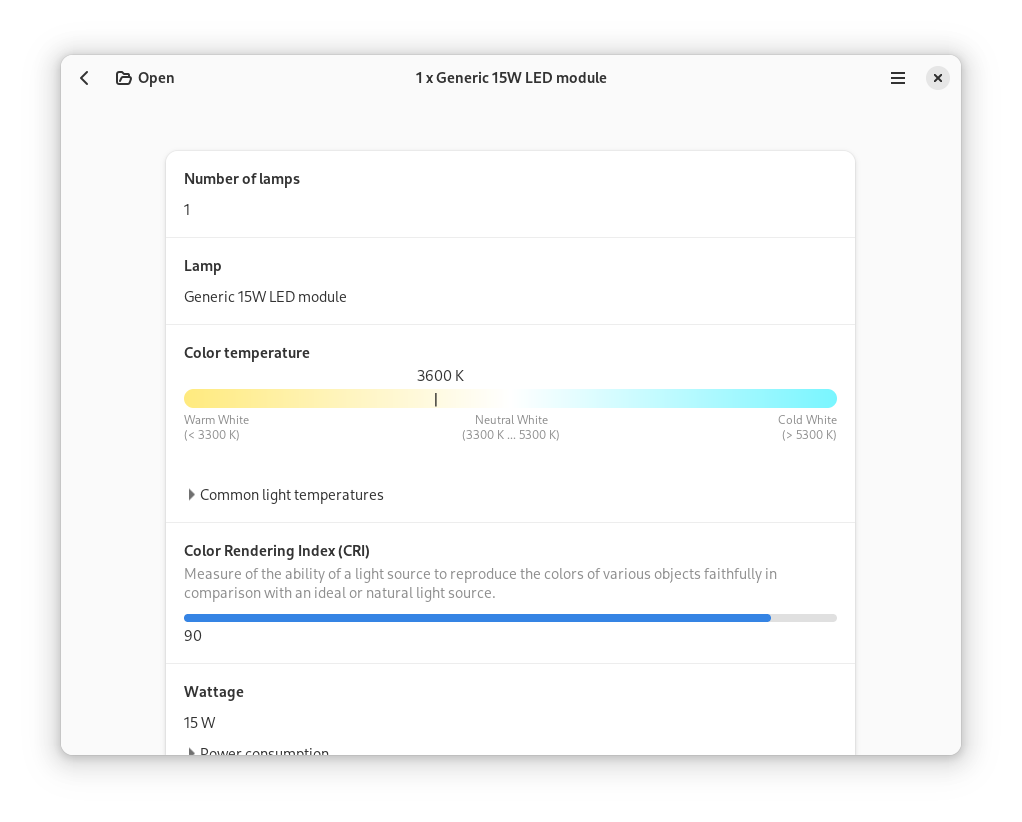 Open
1 x Generic 15W LED module
Number of lamps
1
Lamp
Generic 15W LED module
Color temperature
3600 K
Warm White
(< 3300 K)
Neutral White
(3300 K ... 5300 K)
Cold White
(> 5300 K)
Common light temperatures
Color Rendering Index (CRI)
Measure of the ability of a light source to reproduce the colors of various objects faithfully in
comparison with an ideal or natural light source.
90
Wattage
15 W
Power consumption